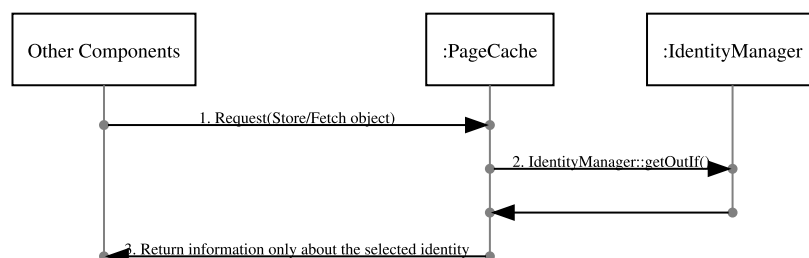 Other Components
:PageCache
:IdentityManager
1. Request(Store/Fetch object)
2. IdentityManager::getOutIf()
3. Return information only about the selected identity